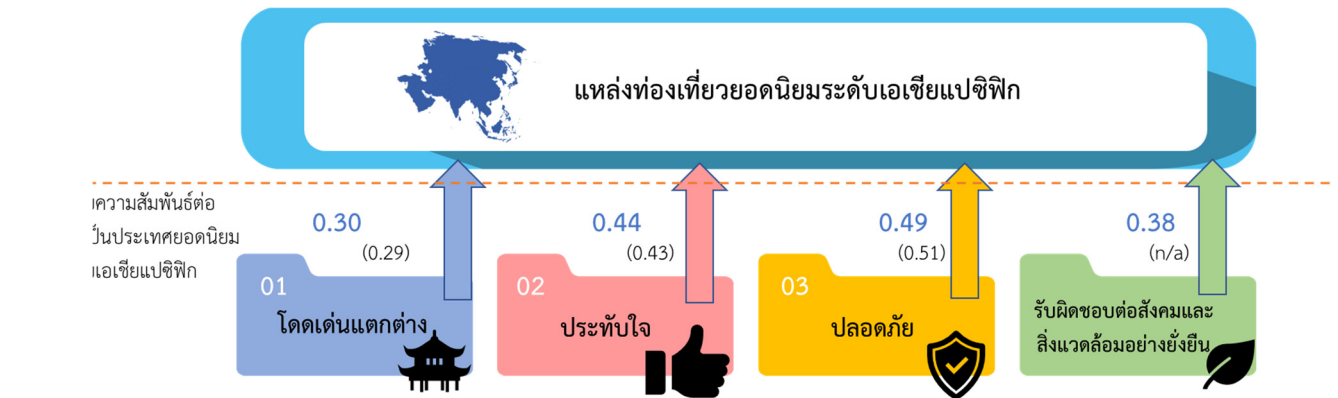 แหล่งท่องเที่ยวยอดนิยมระดับเอเชียแปซิฟิก
ความสัมพันธ์ต่อ
ป็นประเทศยอดนิยม
เอเชียแปซิฟิก
0.30
(0.29)
01
โดดเด่นแตกต่าง
0.44
(0.43)
02
ประทับใจ
0.49
(0.51)
03
ปลอดภัย
0.38
(n/a)
รับผิดชอบต่อสังคมและ
สิ่งแวดล้อมอย่างยั่งยืน